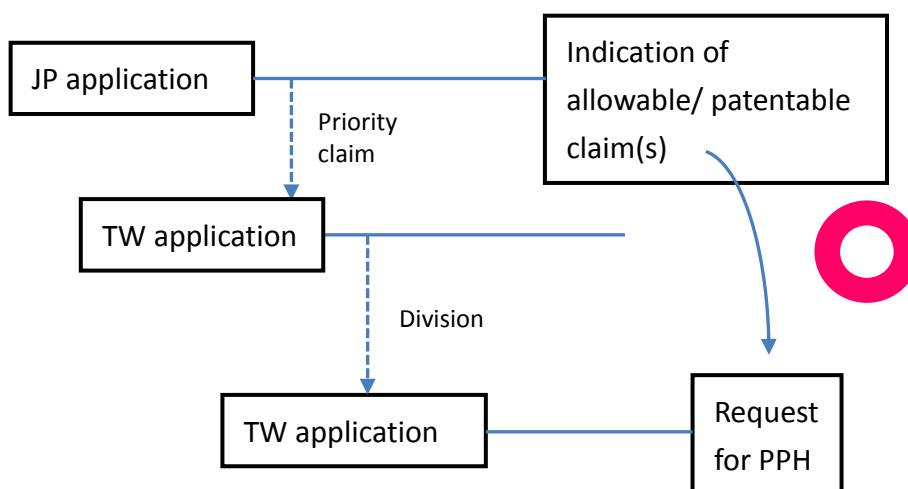 JP application
Indication of
allowable/ patentable
claim(s)
Priority
claim
TW application
Division
TW application
Request
for PPH